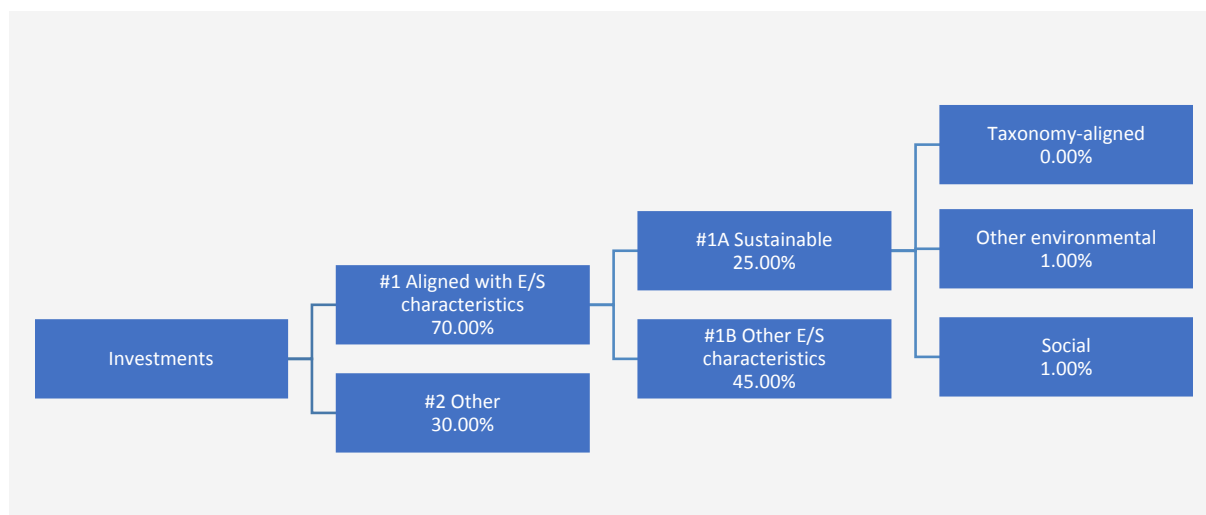 Investments
#1 Aligned with E/S
characteristics
70.00%
#2 Other
30.00%
#1A Sustainable
25.00%
#1B Other E/S
characteristics
45.00%
Taxonomy-aligned
0.00%
Other environmental
1.00%
Social
1.00%